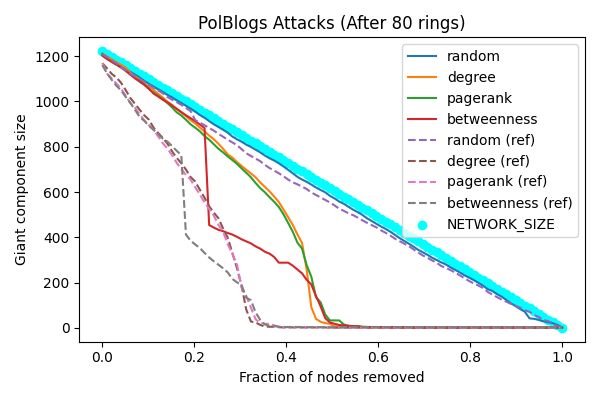 PolBlogs Attacks (After 80 rings)
Giant component size
1200
1000
800
600
400
200
0
0.0 0.2 0.4 0.6 0.8 1.0
Fraction of nodes removed
random
degree
pagerank
betweenness
random (ref)
degree (ref)
pagerank (ref)
betweenness (ref)
NETWORK_SIZE